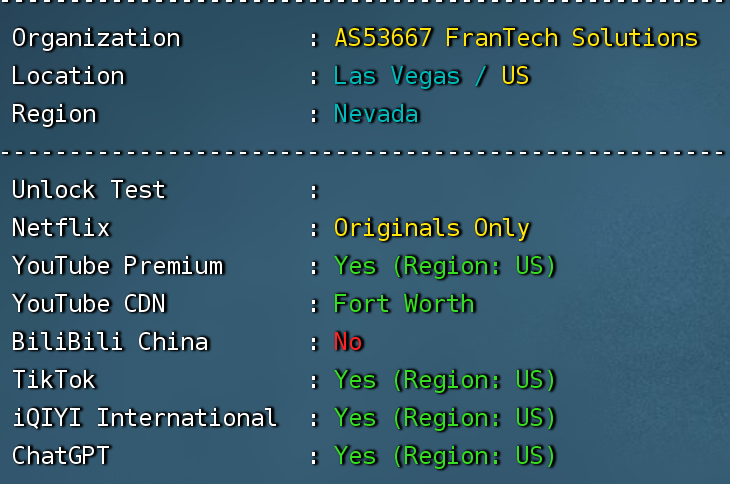 Organization : AS53667 FranTech Solutions
Location : Las Vegas / US
Region : Nevada
Unlock Test :
Netflix : Originals Only
YouTube Premium : Yes (Region: US)
YouTube CDN : Fort Worth
BiliBili China : No
TikTok : Yes (Region: US)
iQIYI International : Yes (Region: US)
ChatGPT : Yes (Region: US)